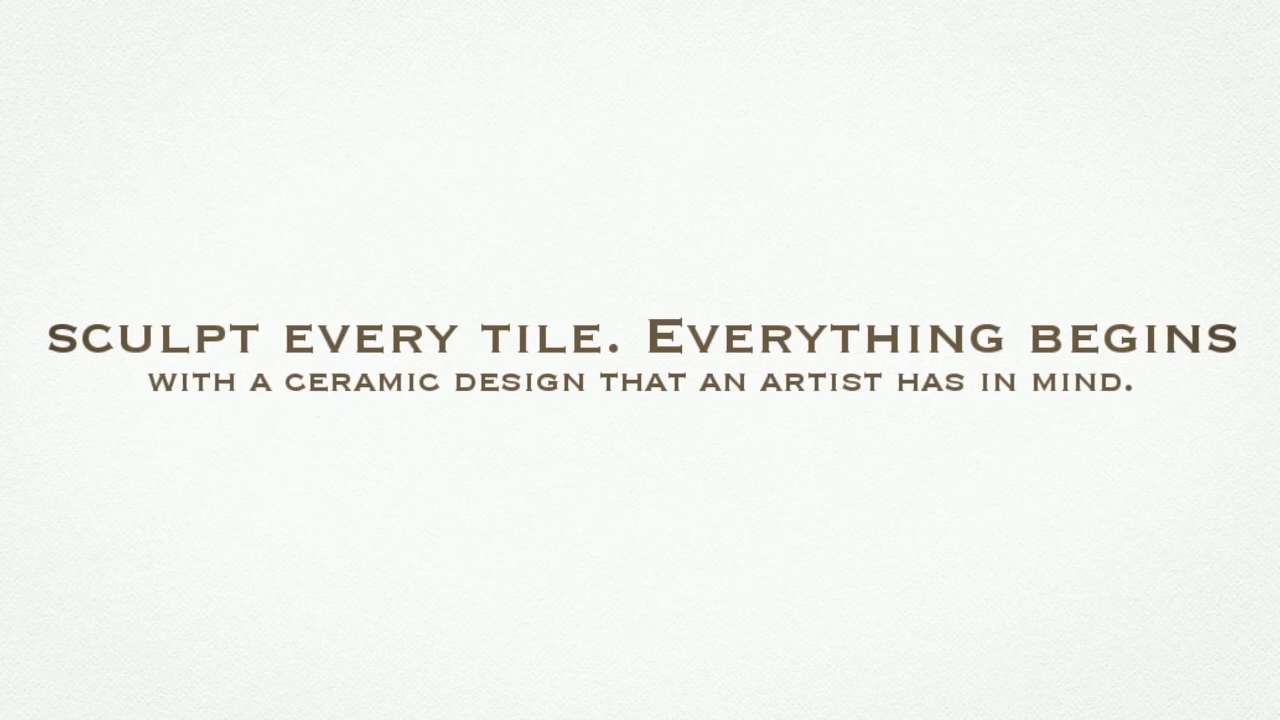 sculpt every tile. Everything begins
with a ceramic design that an artist has in mind.